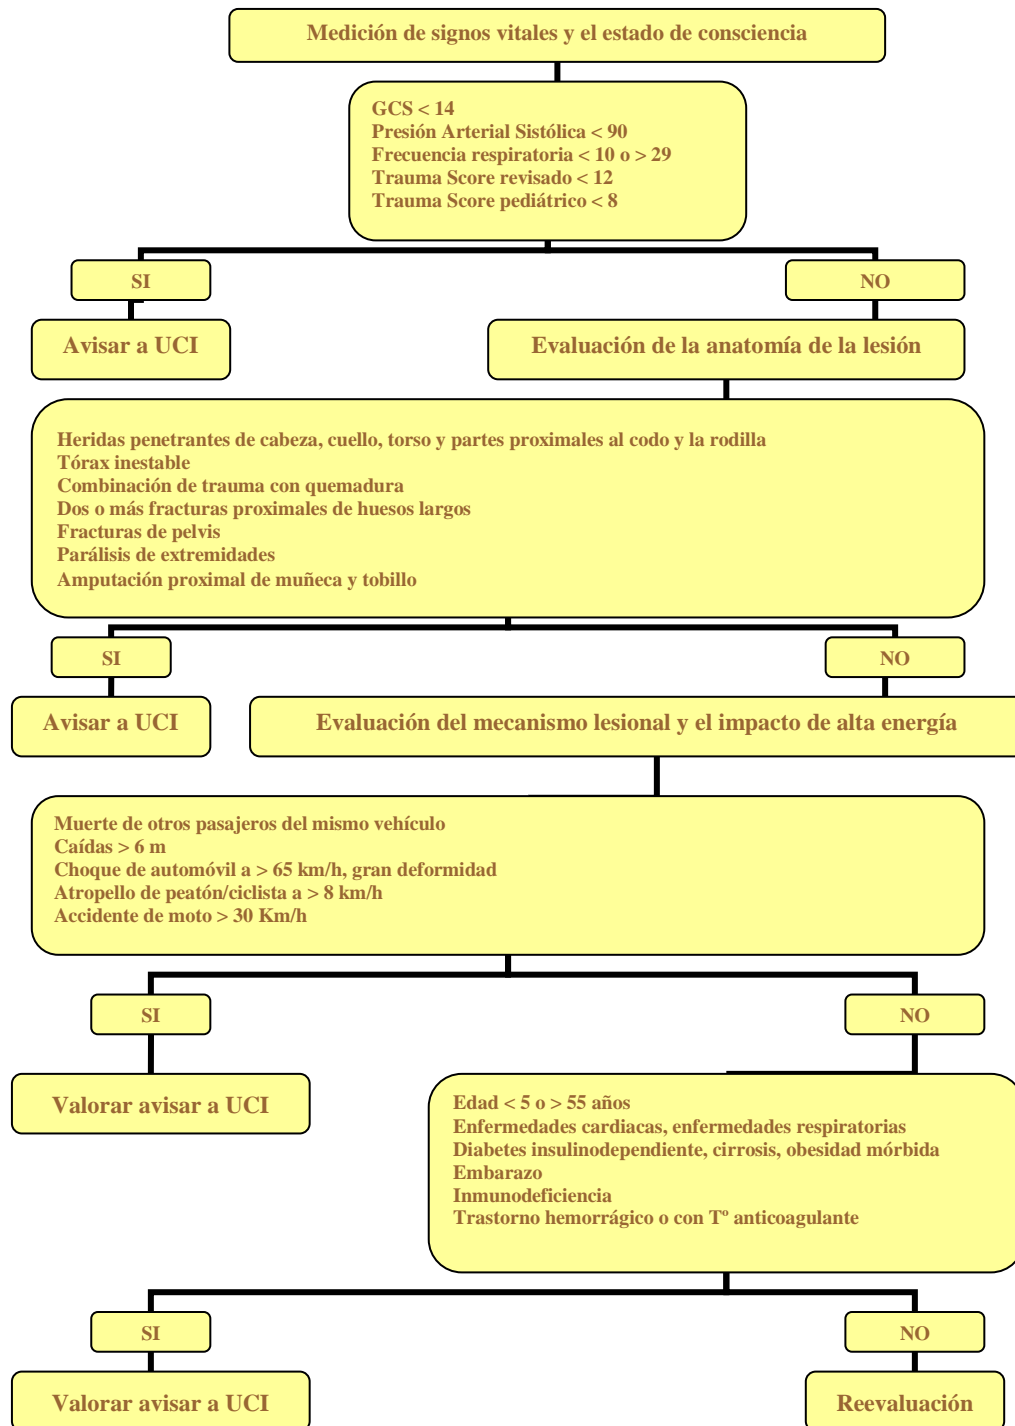 Medición de signos vitales y el estado de consciencia
GCS < 14
Presión Arterial Sistólica < 90
Frecuencia respiratoria < 10 o > 29
Trauma Score revisado < 12
Trauma Score pediátrico < 8
SI
NO
Avisar a UCI
Evaluación de la anatomía de la lesión
Heridas penetrantes de cabeza, cuello, torso y partes proximales al codo y la rodilla
Tórax inestable
Combinación de trauma con quemadura
Dos o más fracturas proximales de huesos largos
Fracturas de pelvis
Parálisis de extremidades
Amputación proximal de muñeca y tobillo
SI
NO
Avisar a UCI
Evaluación del mecanismo lesional y el impacto de alta energía
Muerte de otros pasajeros del mismo vehículo
Caídas > 6 m
Choque de automóvil a > 65 km/h, gran deformidad
Atropello de peatón/ciclista a > 8 km/h
Accidente de moto > 30 Km/h
SI
NO
Valorar avisar a UCI
Edad < 5 o > 55 años
Enfermedades cardiacas, enfermedades respiratorias
Diabetes insulinodependiente, cirrosis, obesidad mórbida
Embarazo
Inmunodeficiencia
Trastorno hemorrágico o con Tº anticoagulante
SI
NO
Valorar avisar a UCI
Reevaluación